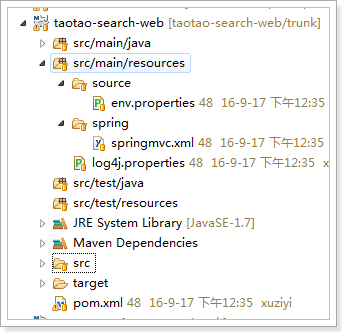 taotao-search-web [taotao-search-web/trunk]
src/main/java
src/main/resources
source
env.properties 48 16-9-17 下午12:35
spring
springmvc.xml 48 16-9-17 下午12:35
log4j.properties 48 16-9-17 下午12:35 x
src/test/java
src/test/resources
JRE System Library [JavaSE-1.7]
Maven Dependencies
src
target
pom.xml 48 16-9-17 下午12:35 xuziyi